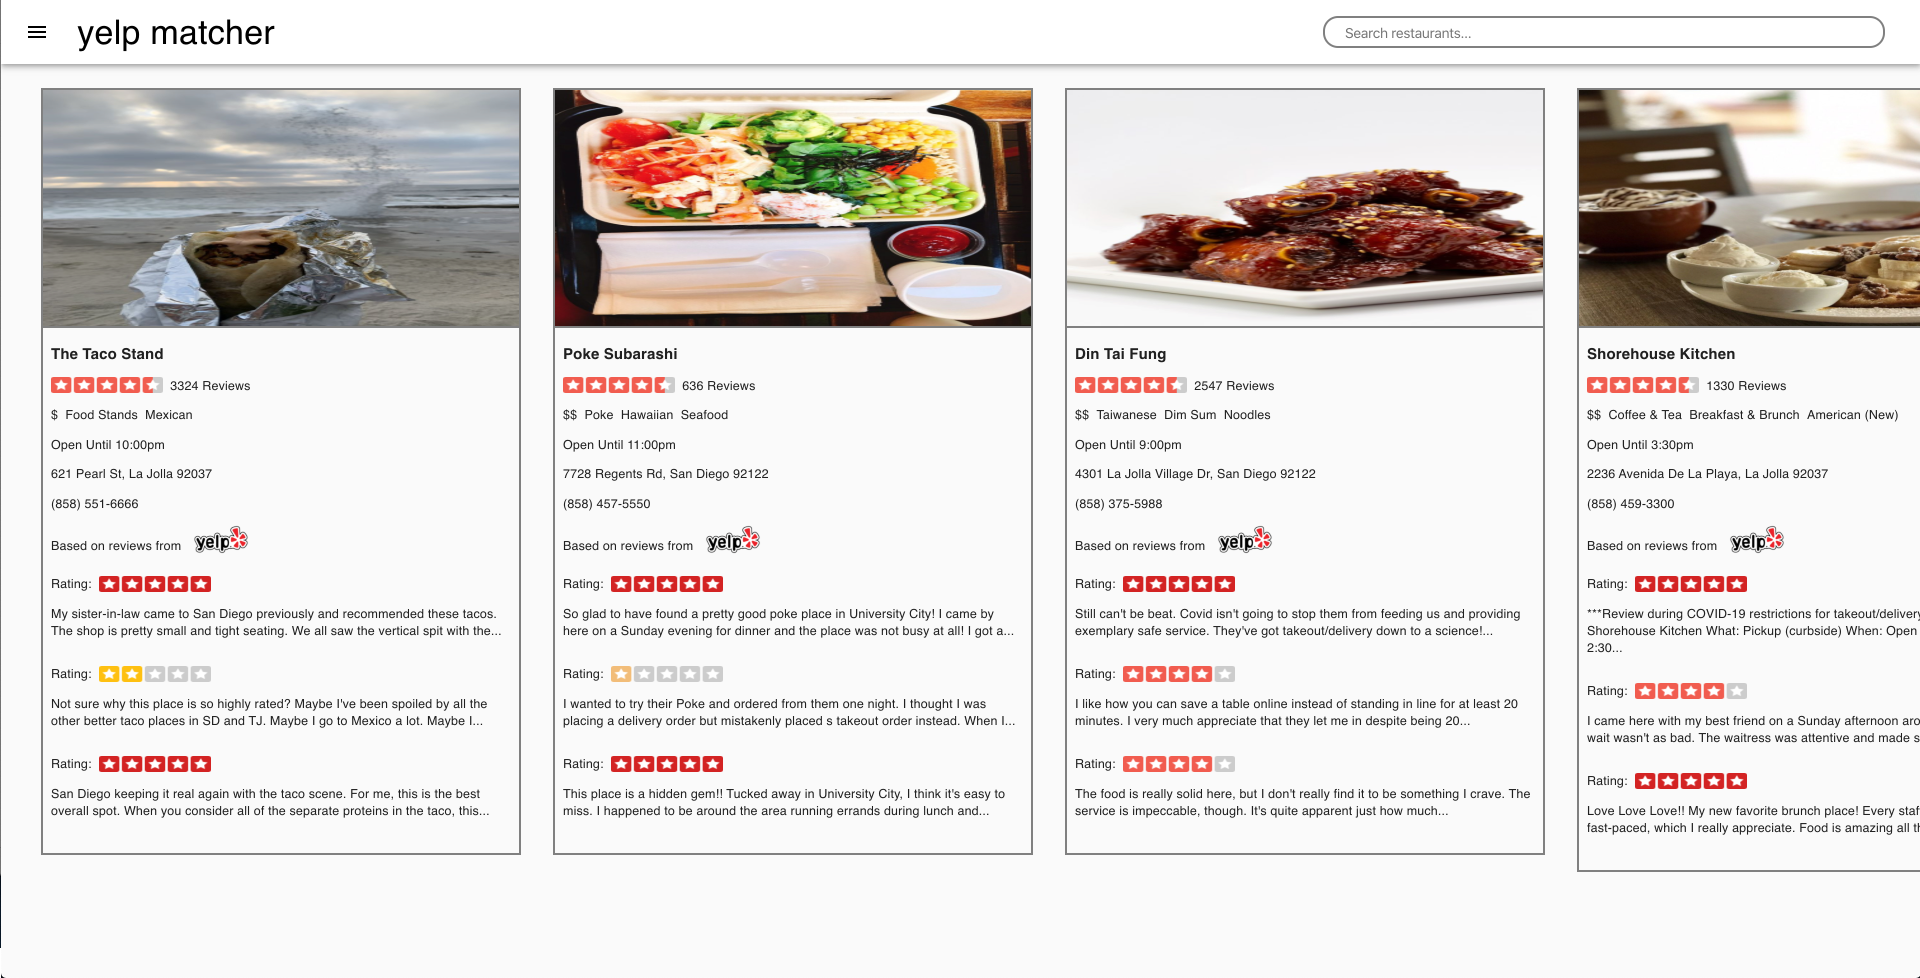 yelp matcher
Search restaurants...
The Taco Stand
3324 Reviews
$ Food Stands Mexican
Open Until 10:00pm
621 Pearl St, La Jolla 92037
(858) 551-6666
Based on reviews from yelp
Rating:
My sister-in-law came to San Diego previously and recommended these tacos.
The shop is pretty small and tight seating. We all saw the vertical spit with the...
Rating:
Not sure why this place is so highly rated? Maybe I've been spoiled by all the
other better taco places in SD and TJ. Maybe I go to Mexico a lot. Maybe I...
Rating:
San Diego keeping it real again with the taco scene. For me, this is the best
overall spot. When you consider all of the separate proteins in the taco, this...
Poke Subarashi
636 Reviews
$$ Poke Hawaiian Seafood
Open Until 11:00pm
7728 Regents Rd, San Diego 92122
(858) 457-5550
Based on reviews from yelp
Rating:
So glad to have found a pretty good poke place in University City! I came by
here on a Sunday evening for dinner and the place was not busy at all! I got a...
Rating:
I wanted to try their Poke and ordered from them one night. I thought I was
placing a delivery order but mistakenly placed s takeout order instead. When I...
Rating:
This place is a hidden gem!! Tucked away in University City, I think it's easy to
miss. I happened to be around the area running errands during lunch and...
Din Tai Fung
2547 Reviews
$$ Taiwanese Dim Sum Noodles
Open Until 9:00pm
4301 La Jolla Village Dr, San Diego 92122
(858) 375-5988
Based on reviews from yelp
Rating:
Still can't be beat. Covid isn't going to stop them from feeding us and providing
exemplary safe service. They've got takeout/delivery down to a science!...
Rating:
I like how you can save a table online instead of standing in line for at least 20
minutes. I very much appreciate that they let me in despite being 20...
Rating:
The food is really solid here, but I don't really find it to be something I crave. The
service is impeccable, though. It's quite apparent just how much...
Shorehouse Kitchen
1330 Reviews
$$ Coffee & Tea Breakfast & Brunch American (New)
Open Until 3:30pm
2236 Avenida De La Playa, La Jolla 92037
(858) 459-3300
Based on reviews from yelp
Rating:
***Review during COVID-19 restrictions for takeout/delivery
Shorehouse Kitchen What: Pickup (curbside) When: Open
2:30...
Rating:
I came here with my best friend on a Sunday afternoon
wait wasn't as bad. The waitress was attentive and made
Rating:
Love Love Love!! My new favorite brunch place! Every
fast-paced, which I really appreciate. Food is amazing all